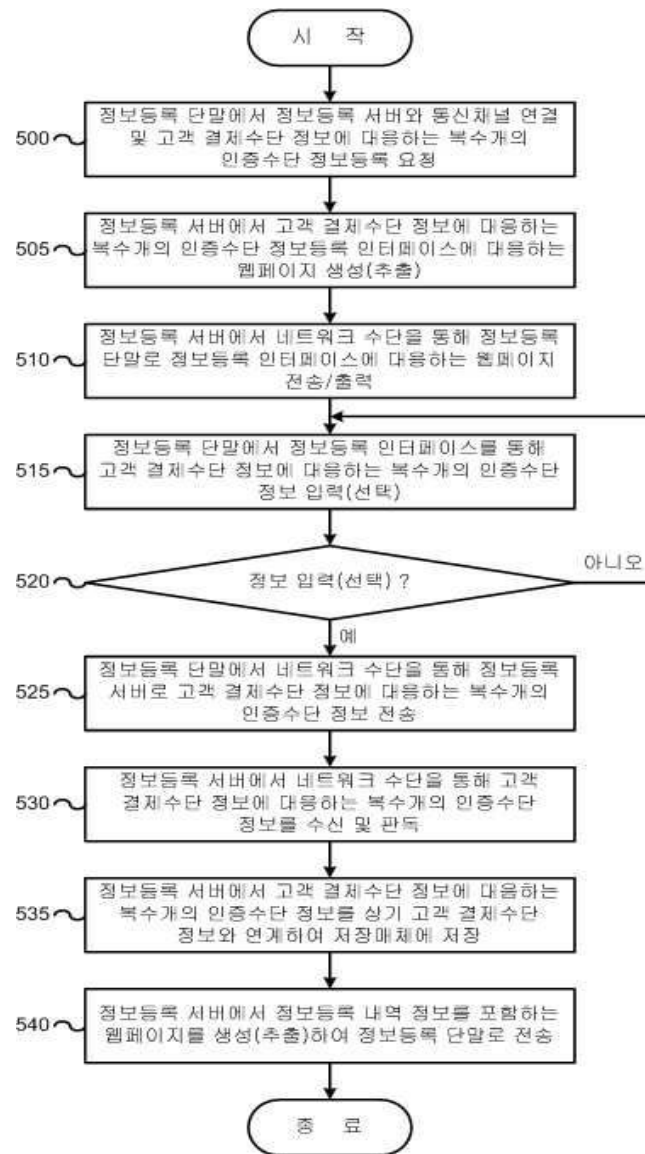 시 작
500
정보등록 단말에서 정보등록 서버와 통신채널 연결
및 고객 결제수단 정보에 대응하는 복수개의
인증수단 정보등록 요청
505
정보등록 서버에서 고객 결제수단 정보에 대응하는
복수개의 인증수단 정보등록 인터페이스에 대응하는
웹페이지 생성(추출)
510
정보등록 서버에서 네트워크 수단을 통해 정보등록
단말로 정보등록 인터페이스에 대응하는 웹페이지
전송/출력
515
정보등록 단말에서 정보등록 인터페이스를 통해
고객 결제수단 정보에 대응하는 복수개의 인증수단
정보 입력(선택)
520
정보 입력(선택) ?
아니오
예
525
정보등록 단말에서 네트워크 수단을 통해 정보등록
서버로 고객 결제수단 정보에 대응하는 복수개의
인증수단 정보 전송
530
정보등록 서버에서 네트워크 수단을 통해 고객
결제수단 정보에 대응하는 복수개의 인증수단
정보를 수신 및 판독
535
정보등록 서버에서 고객 결제수단 정보에 대응하는
복수개의 인증수단 정보를 상기 고객 결제수단
정보와 연계하여 저장매체에 저장
540
정보등록 서버에서 정보등록 내역 정보를 포함하는
웹페이지를 생성(추출)하여 정보등록 단말로 전송
종 료